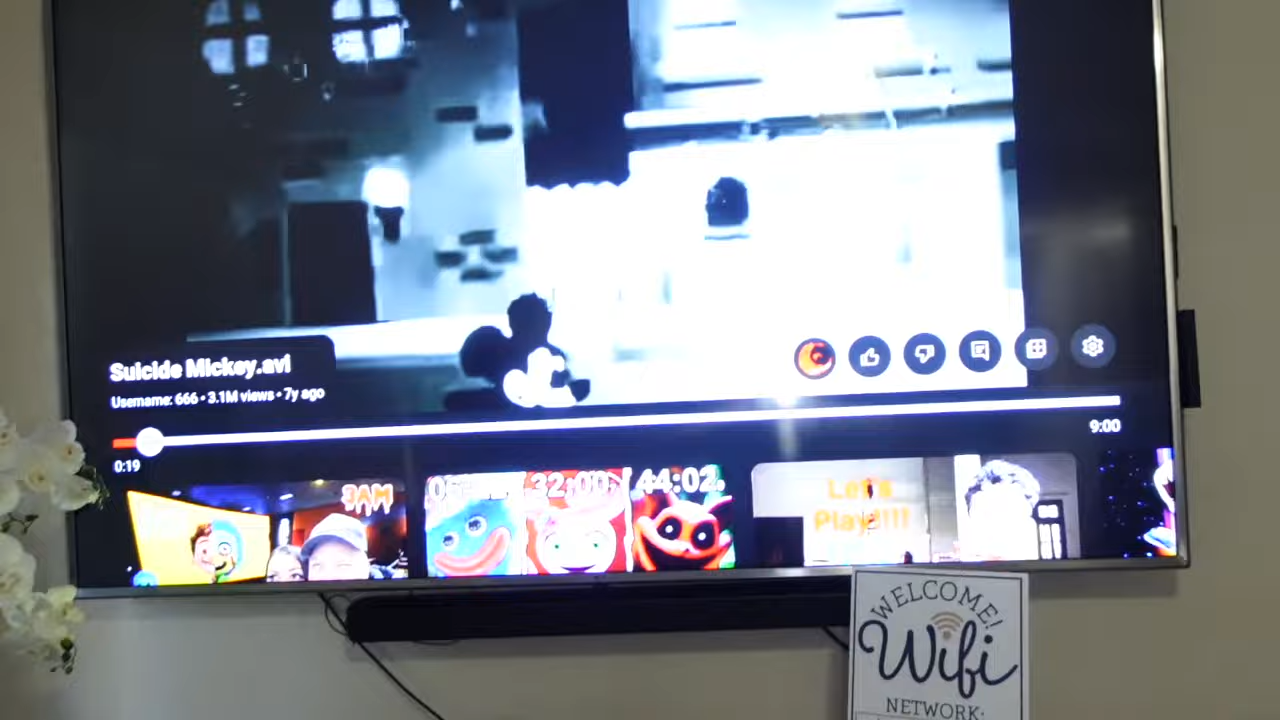 Suicide Mickey.avi
Username: 666 • 3.1M views • 7y ago
0:19
9:00
3AM
32:00
44:02
Let's
Play!!!!
WELCOME!
Wifi
NETWORK: